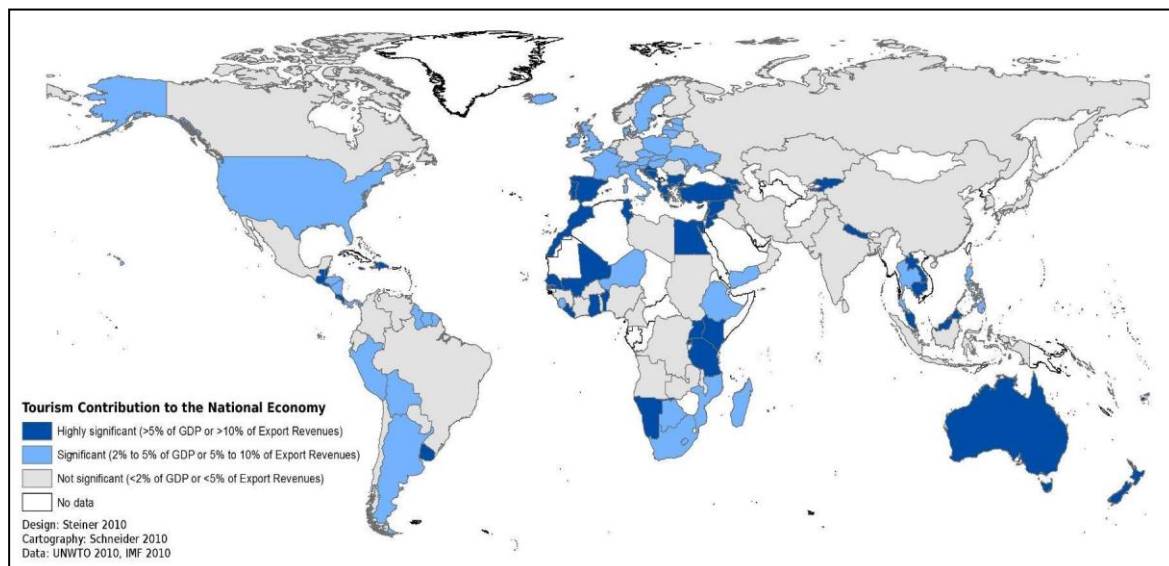 Tourism Contribution to the National Economy
Highly significant (>5% of GDP or >10% of Export Revenues)
Significant (2% to 5% of GDP or 5% to 10% of Export Revenues)
Not significant (<2% of GDP or <5% of Export Revenues)
No data
Design: Steiner 2010
Cartography: Schneider 2010
Data: UNWTO 2010, IMF 2010